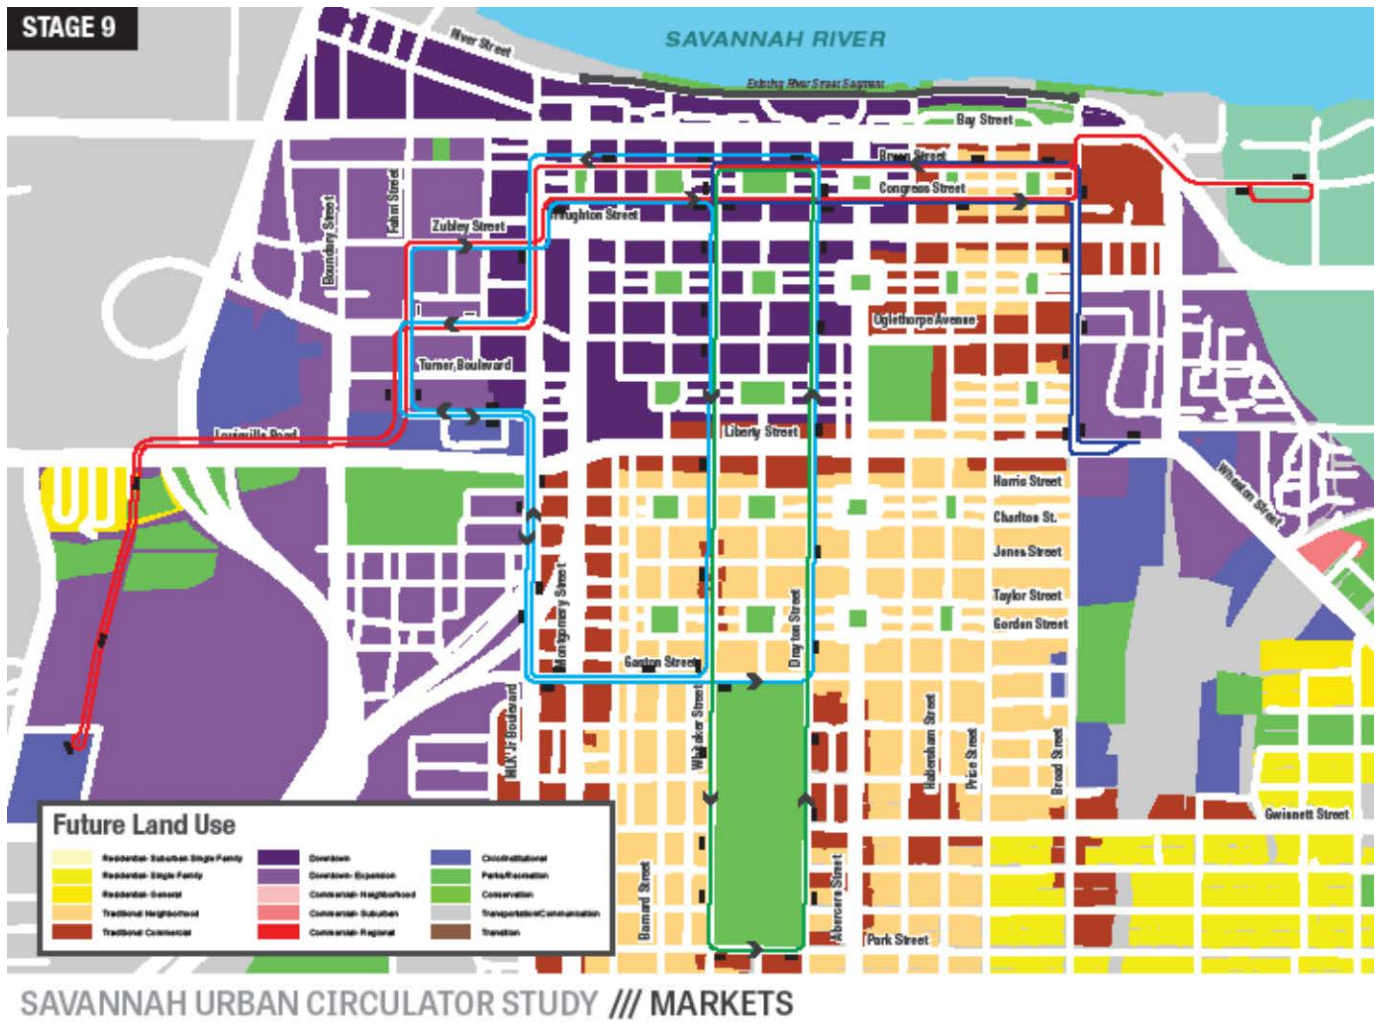 STAGE 9
River Street
SAVANNAH RIVER
Existing River Street Segment
Bay Street
Bryan Street
Congress Street
Broughton Street
Zubley Street
Fahm Street
Boundary Street
Oglethorpe Avenue
Turner Boulevard
Louisville Road
Liberty Street
Harris Street
Wheaton Street
Charlton St.
Jones Street
Taylor Street
Gordon Street
Montgomery Street
Drayton Street
Gaston Street
Whitaker Street
MLK Jr Boulevard
Habersham Street
Price Street
Broad Street
Gwinnett Street
Barnard Street
Abercorn Street
Park Street
Future Land Use
Residential- Suburban Single Family
Residential- Single Family
Residential- General
Traditional Neighborhood
Traditional Commercial
Downtown
Downtown- Expansion
Commercial- Neighborhood
Commercial- Suburban
Commercial- Regional
Civic/Institutional
Parks/Recreation
Conservation
Transportation/Communication
Transition
SAVANNAH URBAN CIRCULATOR STUDY /// MARKETS